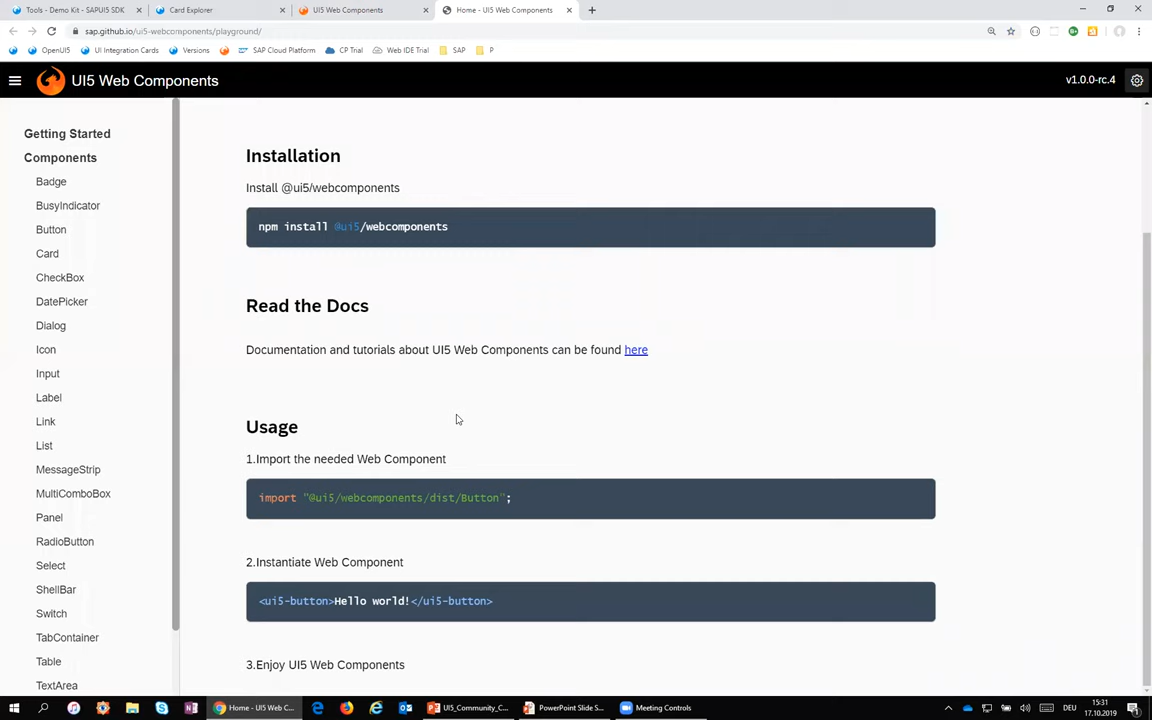 Tools - Demo Kit - SAPUI5 SDK
Card Explorer
UI5 Web Components
Home - UI5 Web Components
sap.github.io/ui5-webcomponents/playground/
OpenUI5
UI Integration Cards
Versions
SAP Cloud Platform
CP Trial
Web IDE Trial
SAP
P
UI5 Web Components
v1.0.0-rc.4
Getting Started
Components
Badge
BusyIndicator
Button
Card
CheckBox
DatePicker
Dialog
Icon
Input
Label
Link
List
MessageStrip
MultiComboBox
Panel
RadioButton
Select
ShellBar
Switch
TabContainer
Table
TextArea
Installation
Install @ui5/webcomponents
npm install @ui5/webcomponents
Read the Docs
Documentation and tutorials about UI5 Web Components can be found here
Usage
1.Import the needed Web Component
import "@ui5/webcomponents/dist/Button";
2.Instantiate Web Component
<ui5-button>Hello world!</ui5-button>
3.Enjoy UI5 Web Components
Home - UI5 Web C...
UI5_Community_C...
PowerPoint Slide S...
Meeting Controls
DEU
15:31
17.10.2019